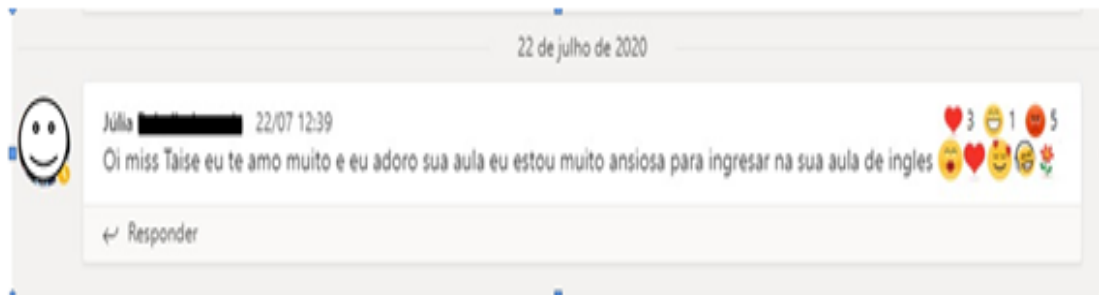 22 de julho de 2020
Júlia 22/07 12:39
3 1 5
Oi miss Taise eu te amo muito e eu adoro sua aula eu estou muito ansiosa para ingresar na sua aula de ingles
Responder